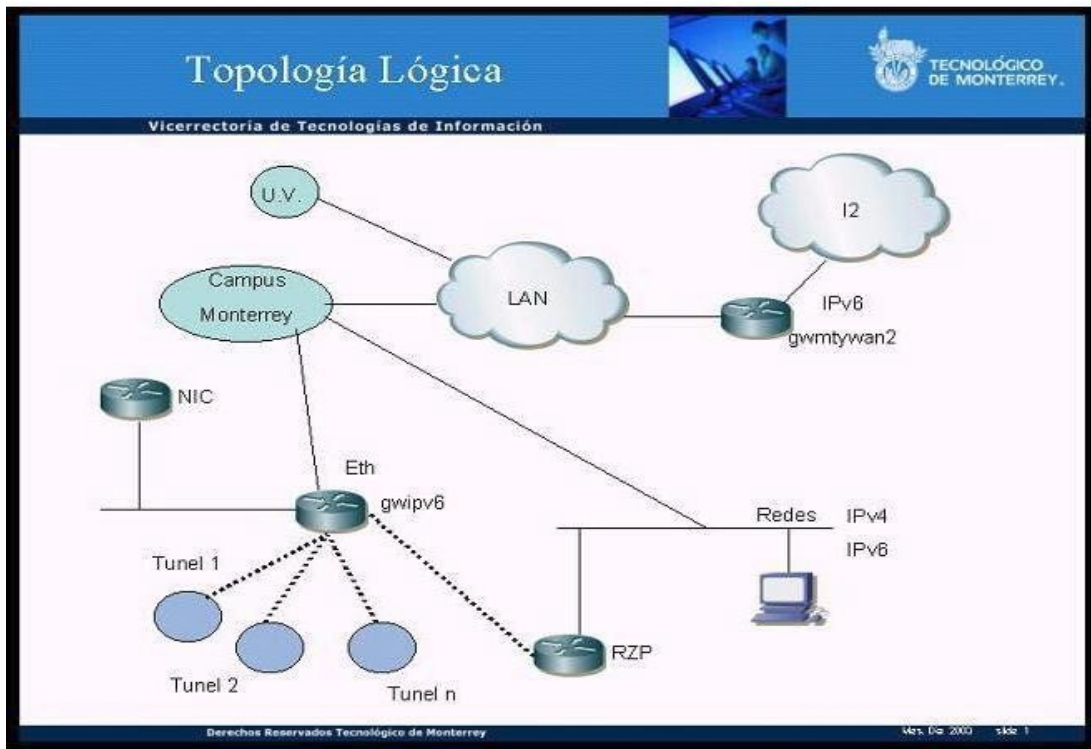 Topología Lógica
TECNOLÓGICO
DE MONTERREY.
Vicerrectoría de Tecnologías de Información
U.V.
I2
Campus
Monterrey
LAN
IPv6
gwmtywan2
NIC
Eth
gwipv6
Redes
IPv4
IPv6
Tunel 1
RZP
Tunel 2
Tunel n
Derechos Reservados Tecnológico de Monterrey
slide 1